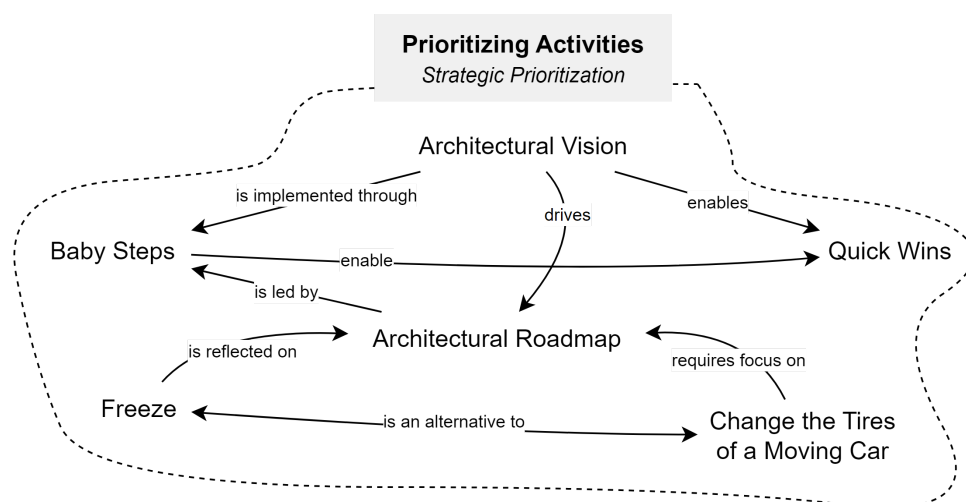 Prioritizing Activities
Strategic Prioritization
Architectural Vision
is implemented through
enables
drives
Baby Steps
Quick Wins
enable
is led by
Architectural Roadmap
is reflected on
requires focus on
Freeze
is an alternative to
Change the Tires
of a Moving Car